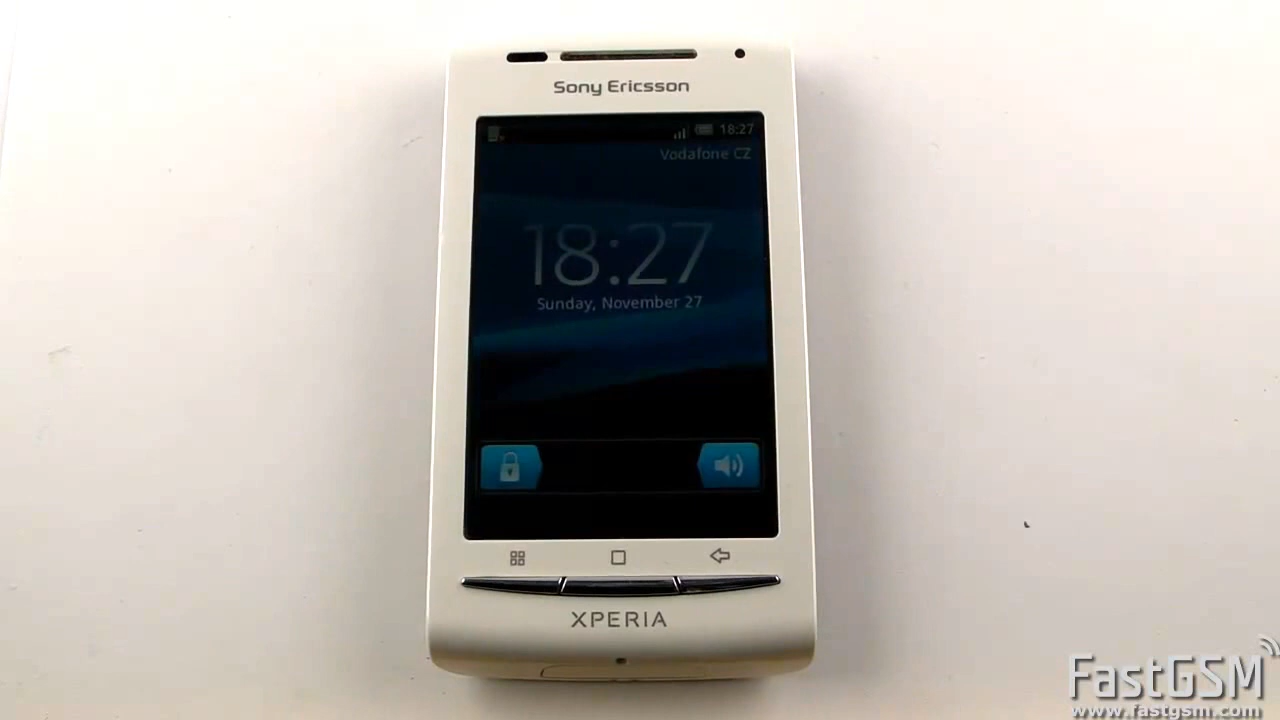 Sony Ericsson
18:27
Vodafone CZ
18:27
Sunday, November 27
XPERIA
FastGSM
www.fastgsm.com